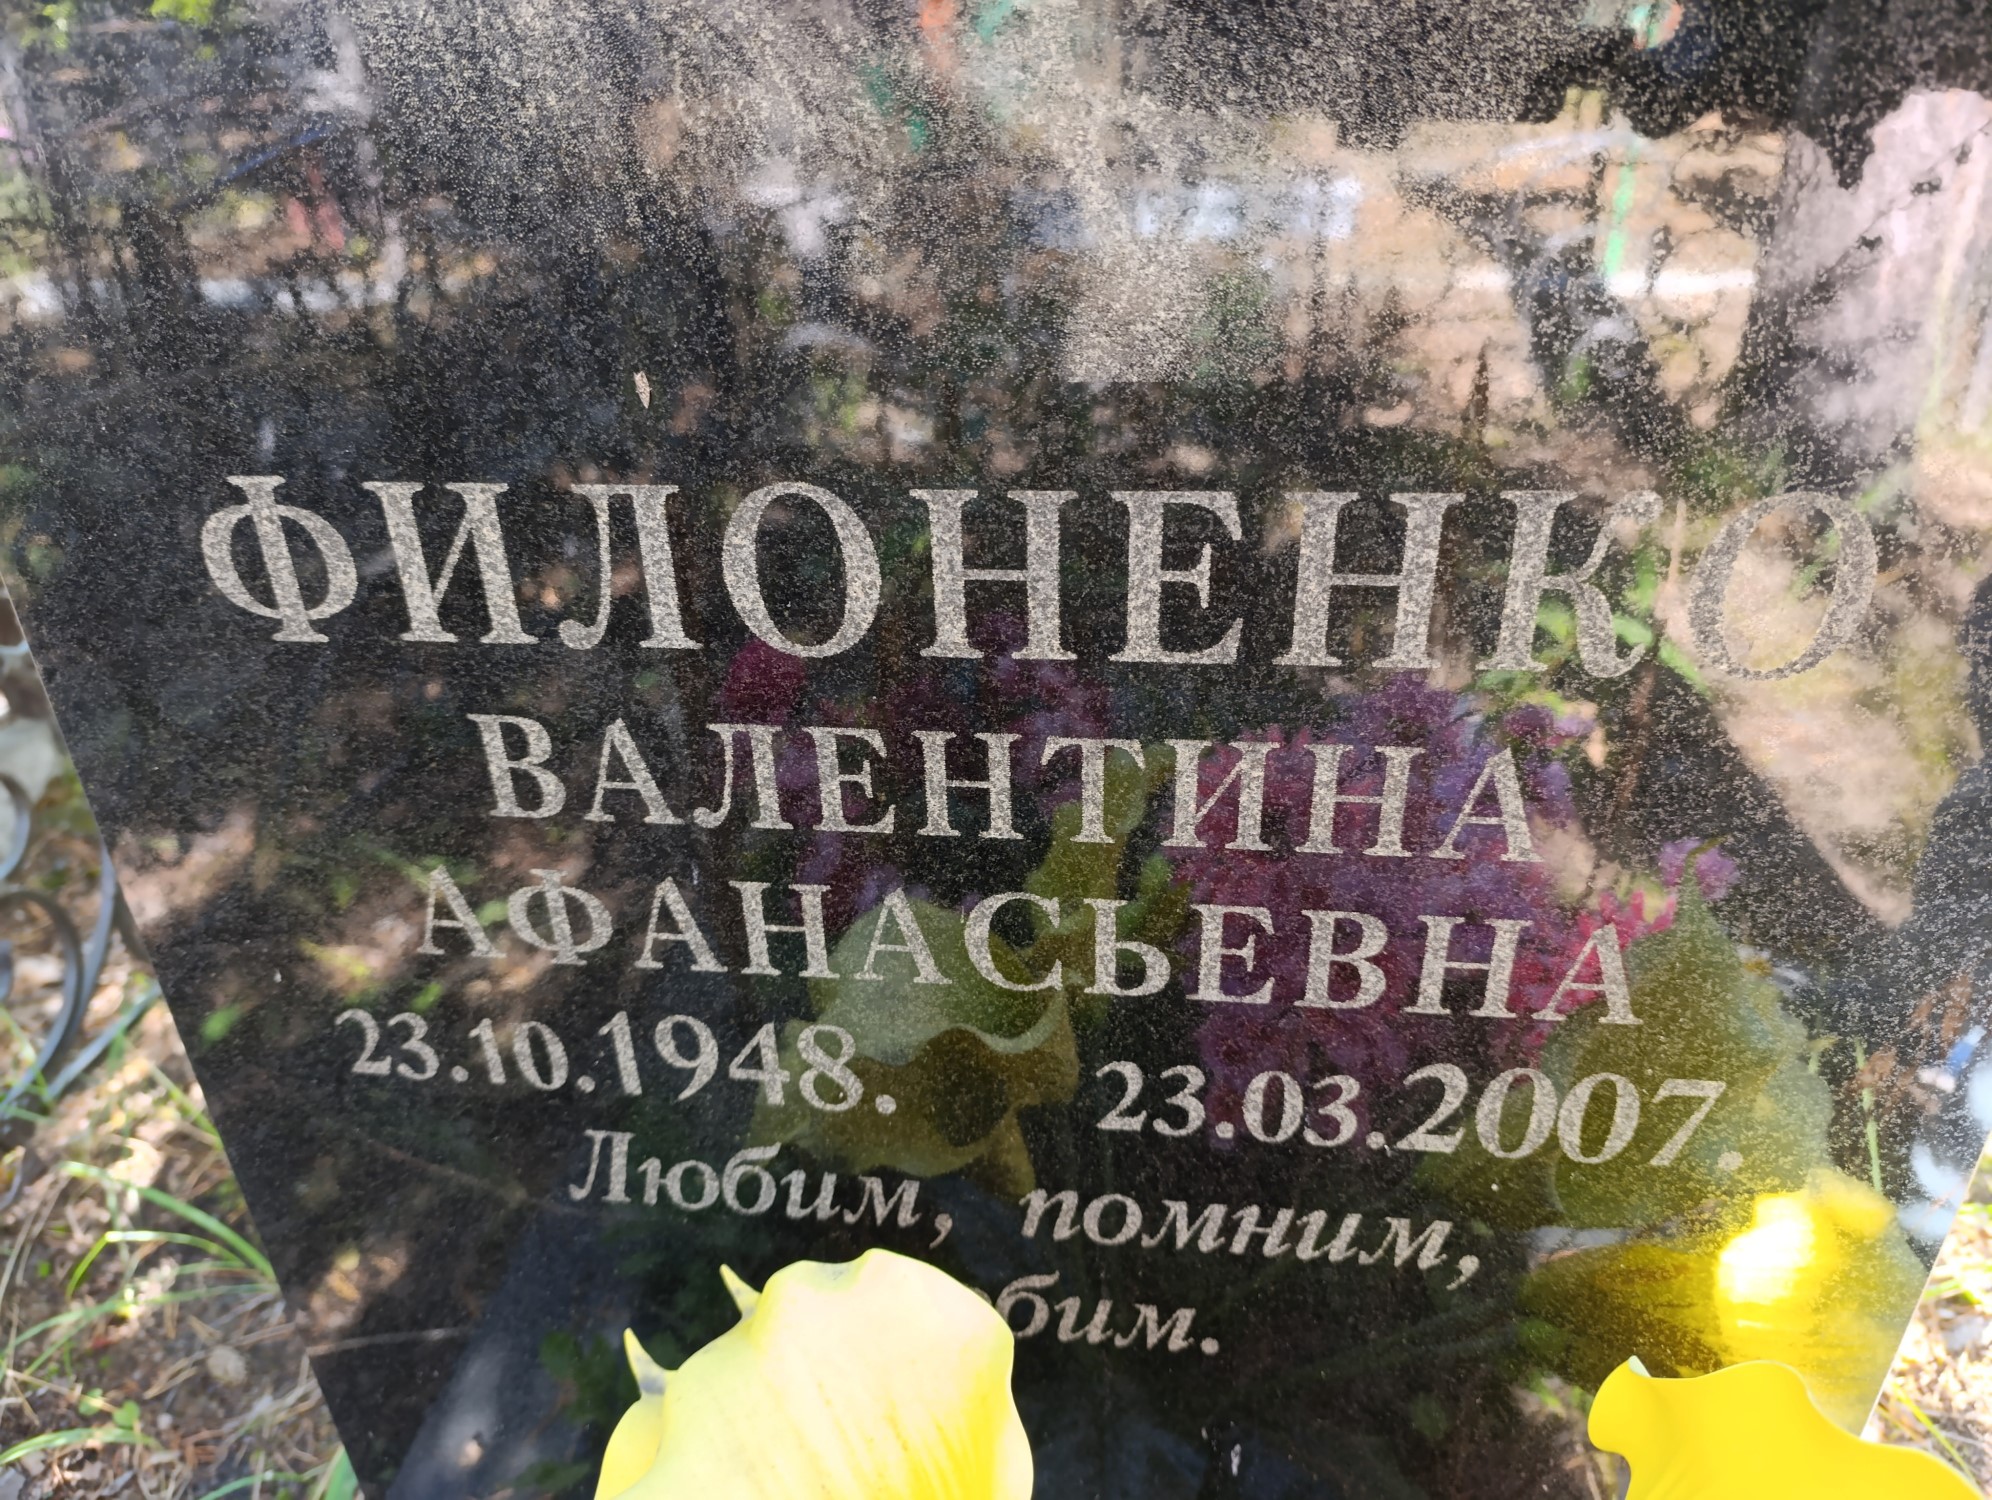 ФИЛОНЕНКО
ВАЛЕНТИНА
АФАНАСЬЕВНА
23.10.1948. 23.03.2007.
Любим, помним,